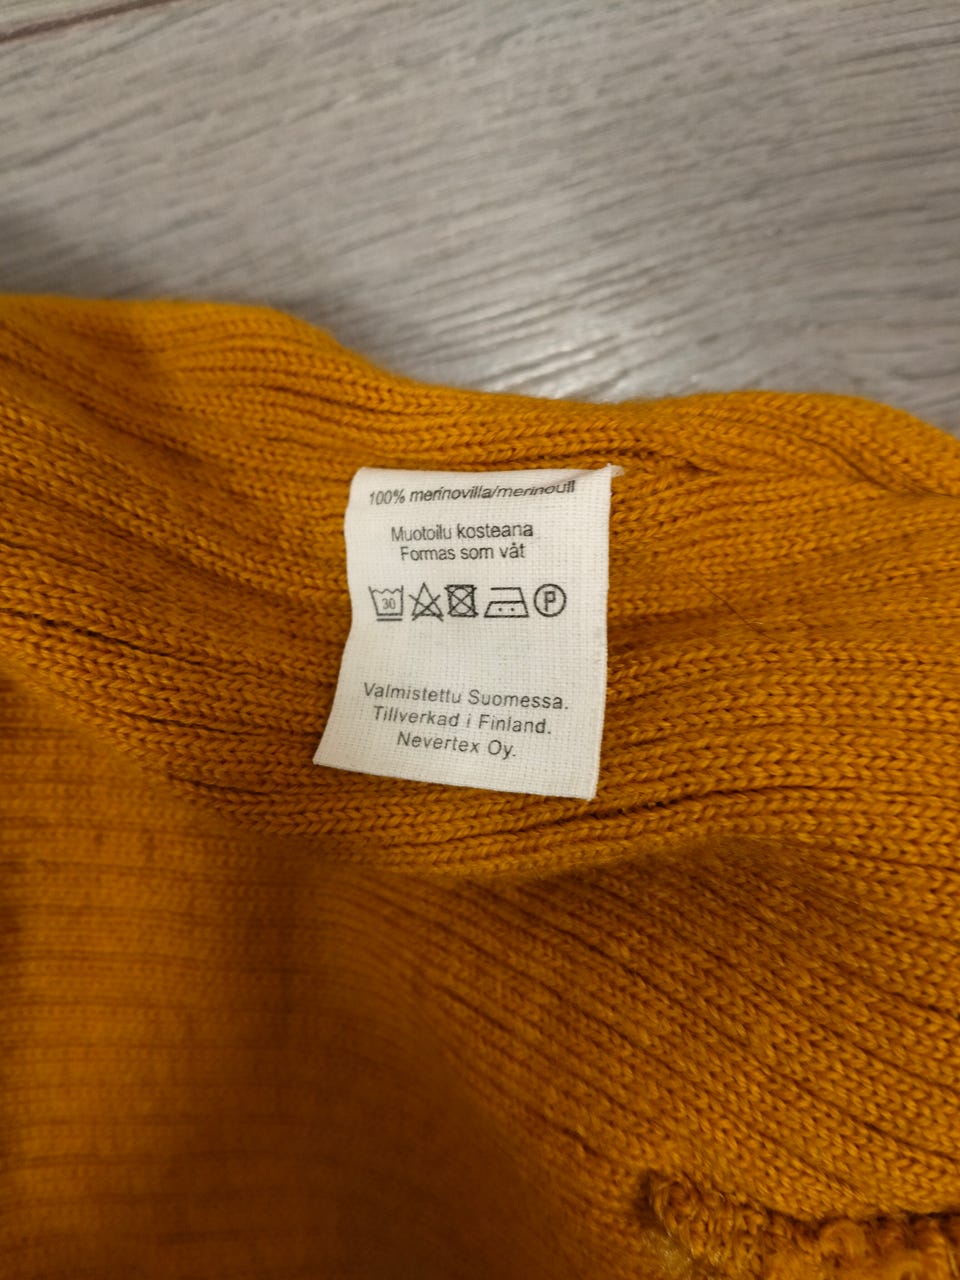 100% merinovilla/merinoull
Muotoilu kosteana
Formas som våt
30 P
Valmistettu Suomessa.
Tillverkad i Finland.
Nevertex Oy.